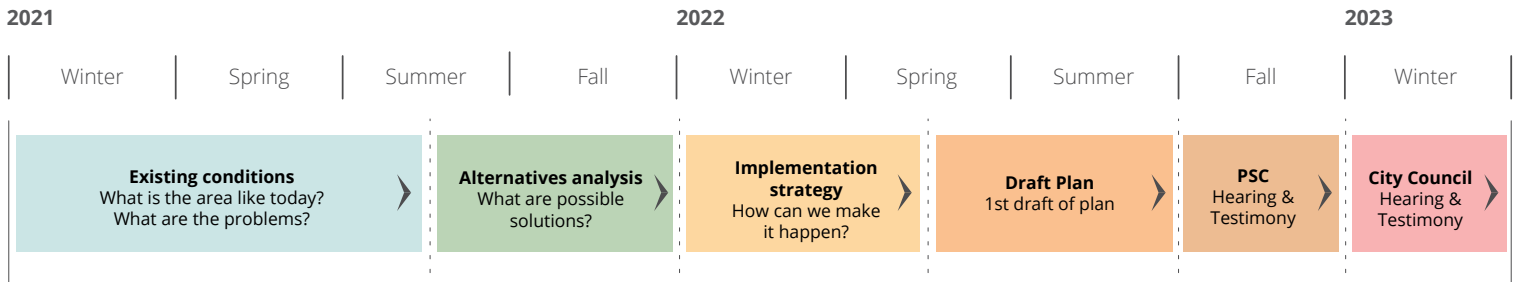 2021
2022
2023
Winter
Spring
Summer
Fall
Winter
Spring
Summer
Fall
Winter
Existing conditions
What is the area like today?
What are the problems?
Alternatives analysis
What are possible
solutions?
Implementation
strategy
How can we make
it happen?
Draft Plan
1st draft of plan
PSC
Hearing &
Testimony
City Council
Hearing &
Testimony